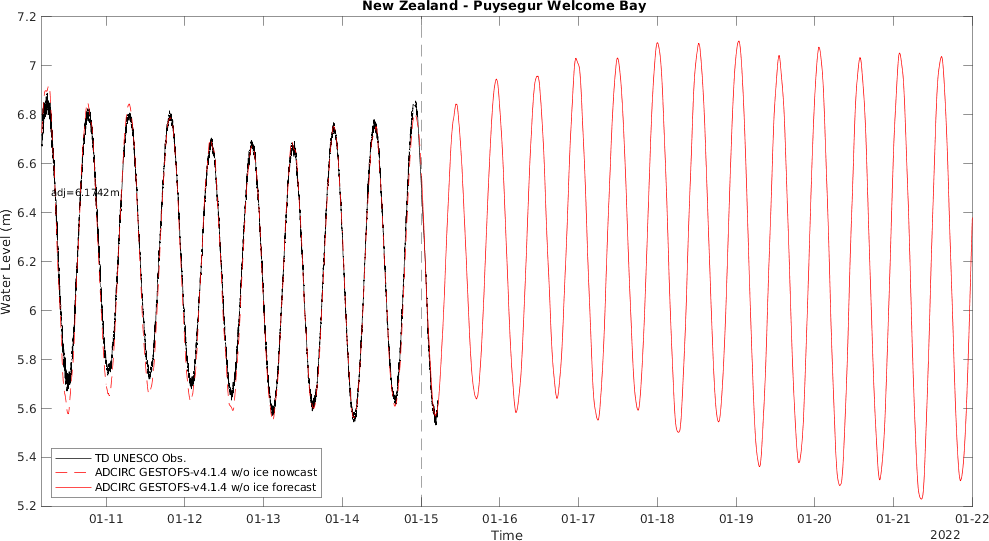 New Zealand - Puysegur Welcome Bay
7.2
7
6.8
6.6
6.4
6.2
6
5.8
5.6
5.4
5.2
Water Level (m)
adj=6.1742m
TD UNESCO Obs.
ADCIRC GESTOFS-v4.1.4 w/o ice nowcast
ADCIRC GESTOFS-v4.1.4 w/o ice forecast
01-11 01-12 01-13 01-14 01-15 01-16 01-17 01-18 01-19 01-20 01-21 01-22
Time
2022